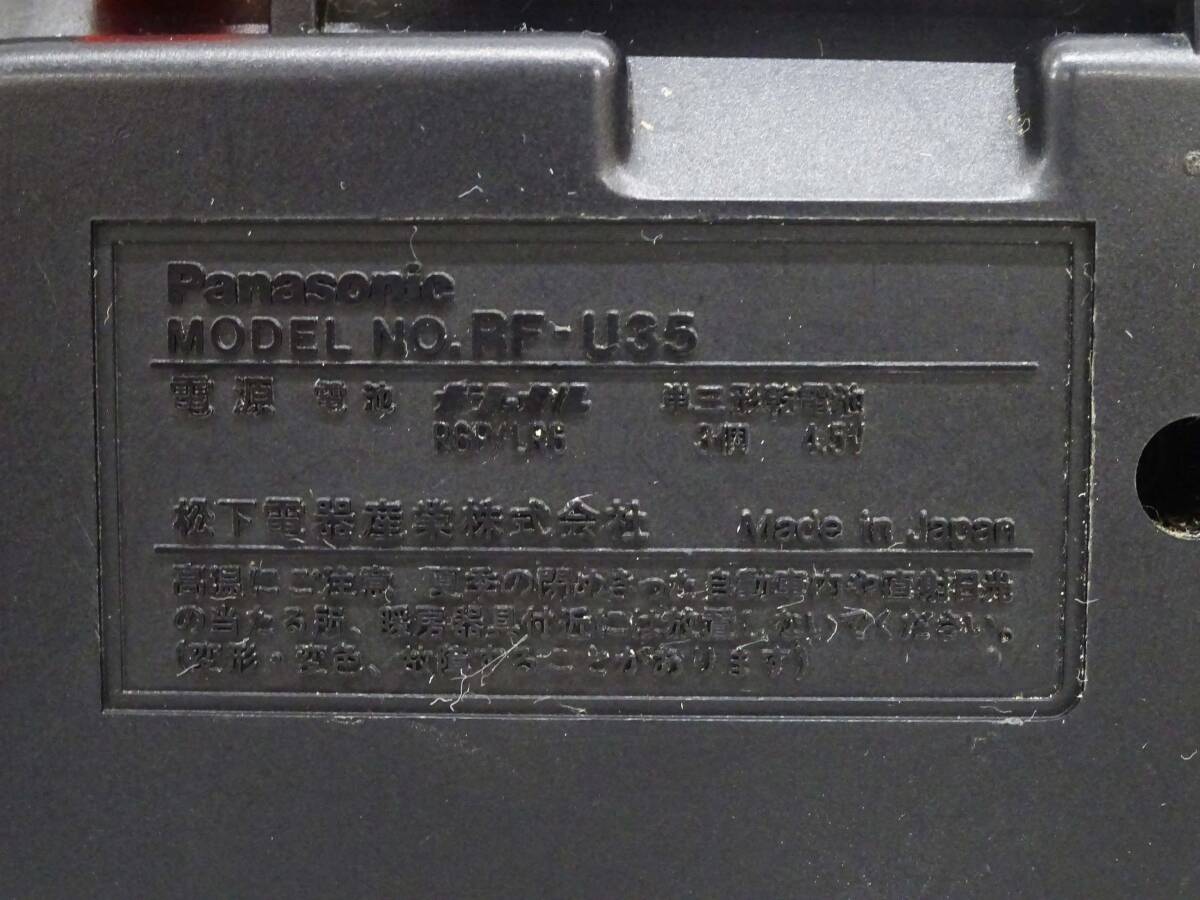 Panasonic
MODEL NO. RF-U35
電源 電池 ナショナル 単三形乾電池
R6P/LR6 3個 4.5V
松下電器産業株式会社 Made in Japan
高温にご注意、夏季の閉めきった自動車内や直射日光
の当たる所、暖房器具付近には放置しないでください。
(変形・変色、故障することがあります)